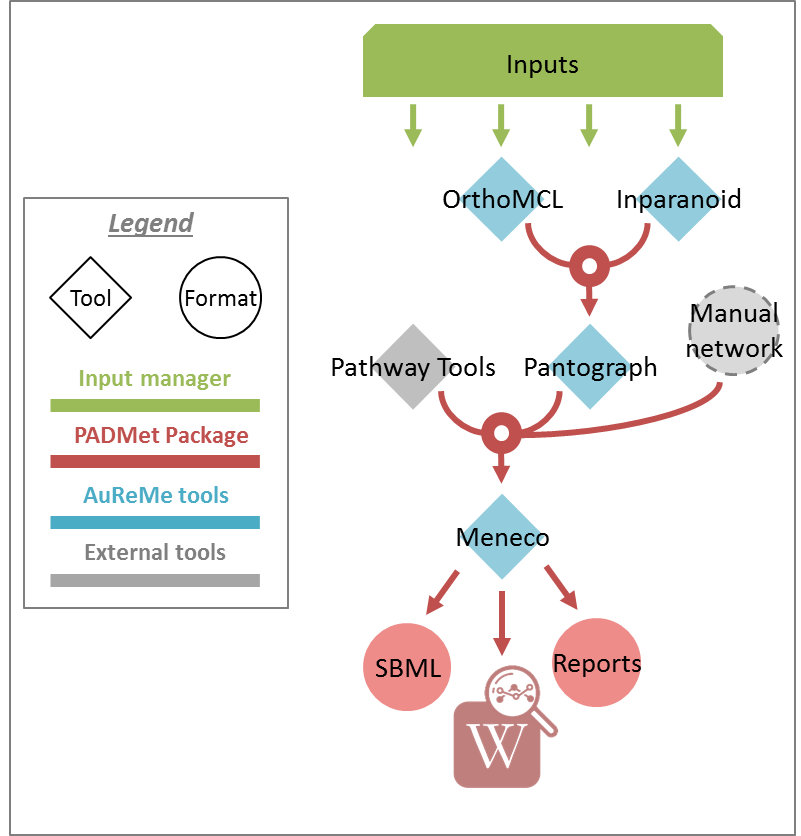 Inputs
OrthoMCL
Inparanoid
Legend
Tool
Format
Manual
network
Pathway Tools
Pantograph
Input manager
PADMet Package
AuReMe tools
External tools
Meneco
SBML
Reports
W